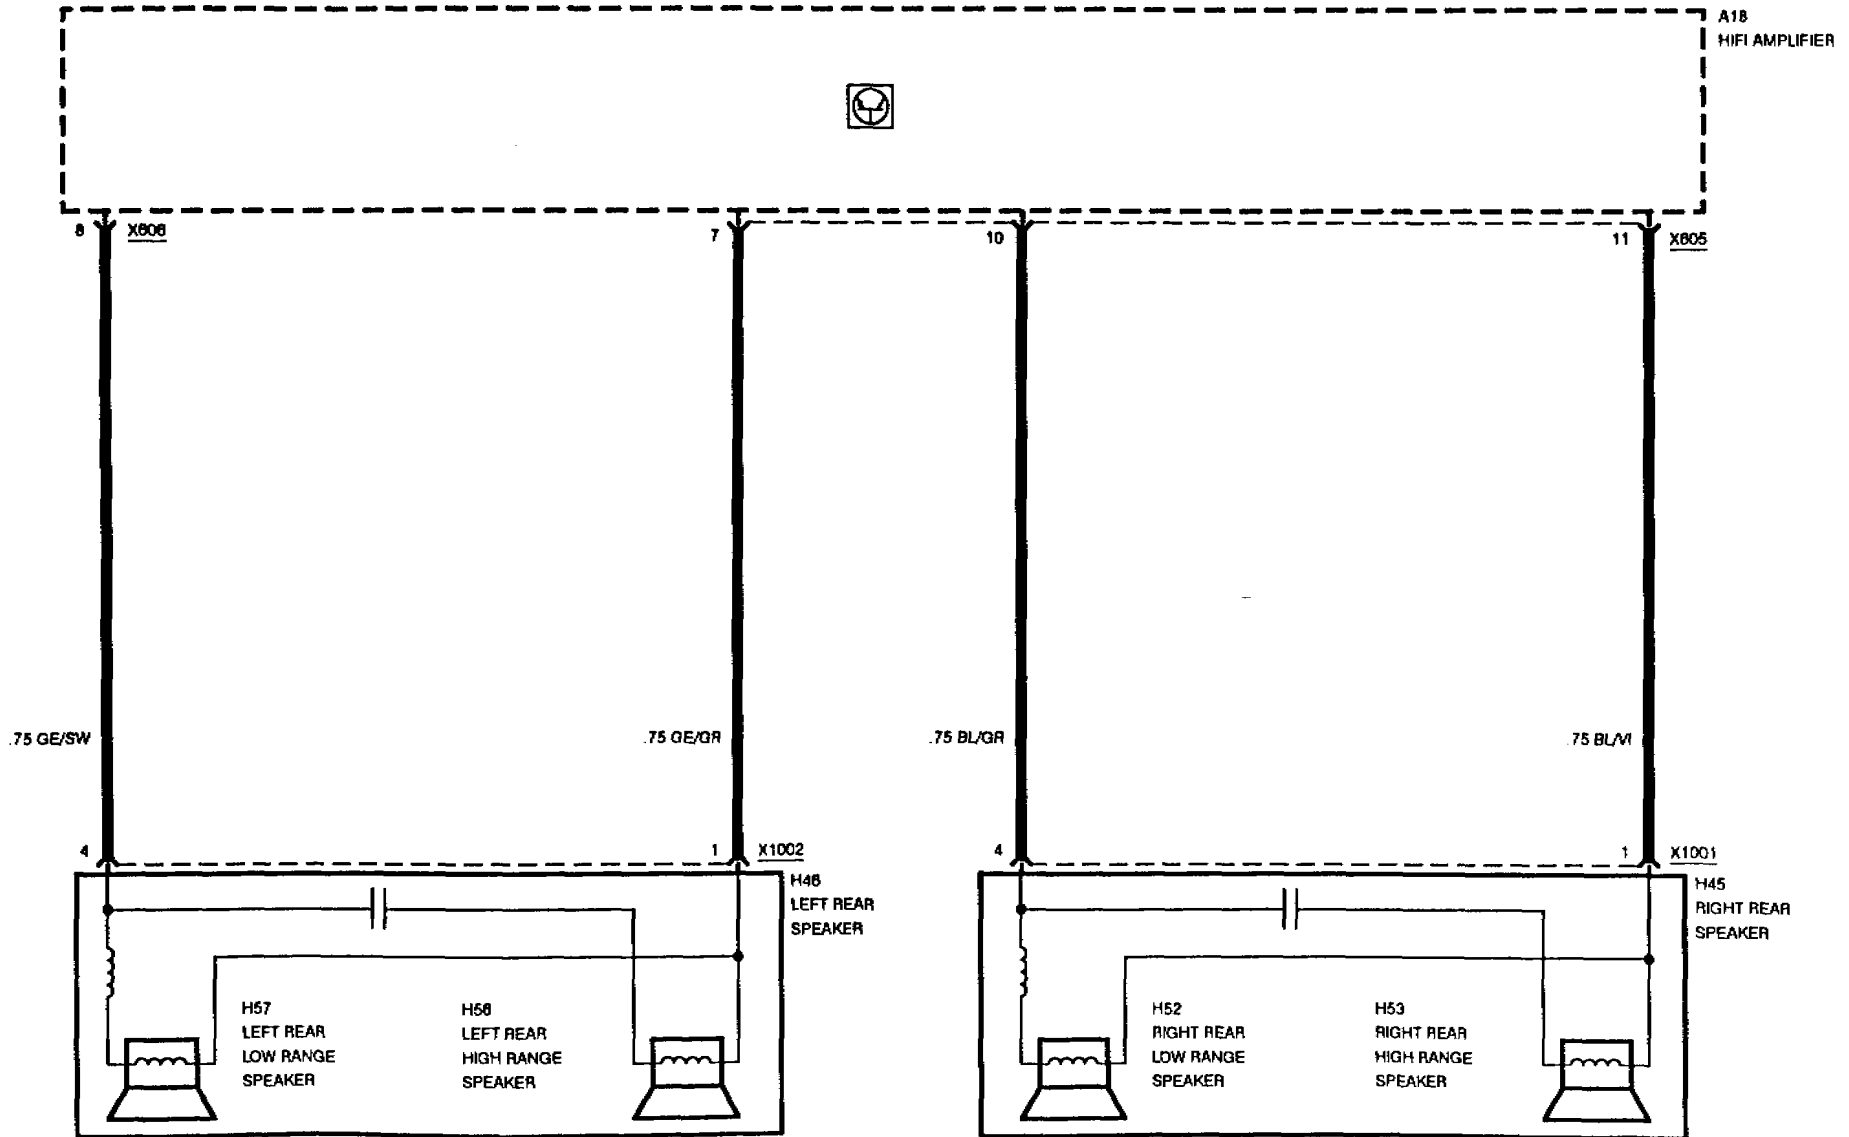 A18
HIFI AMPLIFIER
8 X606
7
10
11 X605
.75 GE/SW
.75 GE/GR
.75 BL/GR
.75 BL/VI
4
1 X1002
4
1 X1001
H46
LEFT REAR
SPEAKER
H45
RIGHT REAR
SPEAKER
H57
LEFT REAR
LOW RANGE
SPEAKER
H56
LEFT REAR
HIGH RANGE
SPEAKER
H52
RIGHT REAR
LOW RANGE
SPEAKER
H53
RIGHT REAR
HIGH RANGE
SPEAKER